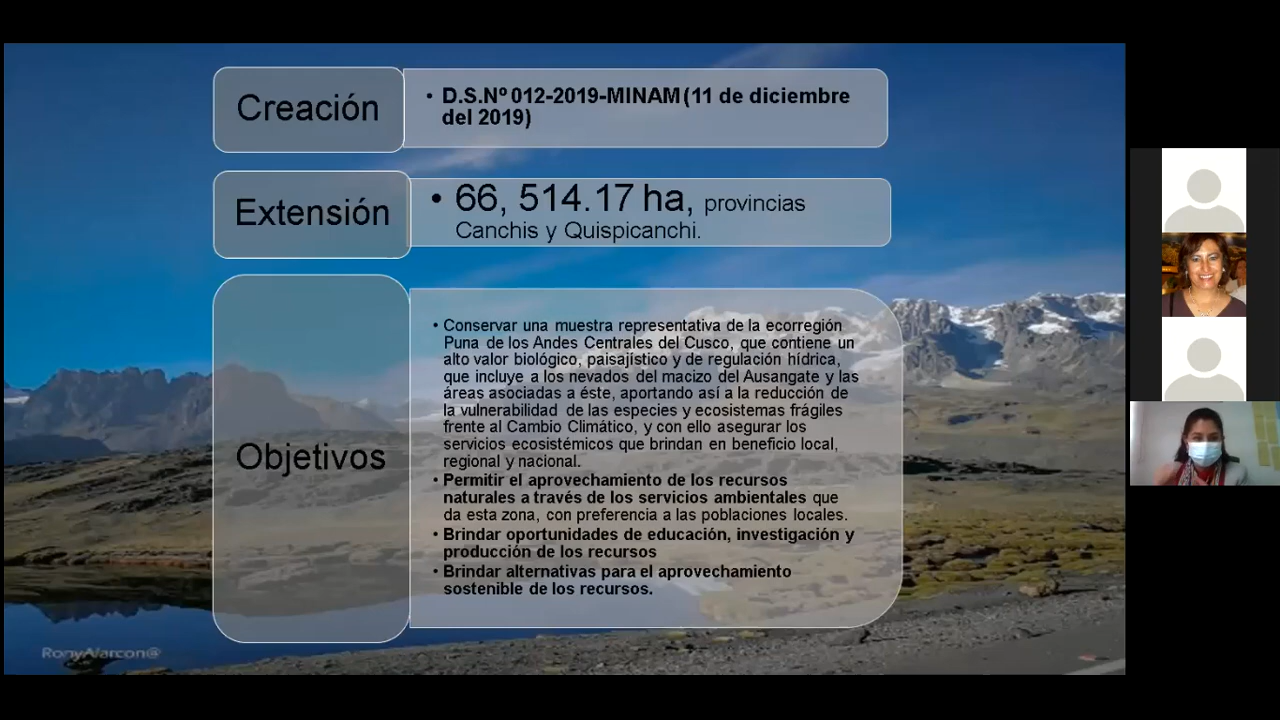 Creación
• D.S.Nº 012-2019-MINAM (11 de diciembre
del 2019)
Extensión
• 66, 514.17 ha, provincias
Canchis y Quispicanchi.
Objetivos
• Conservar una muestra representativa de la ecorregión
Puna de los Andes Centrales del Cusco, que contiene un
alto valor biológico, paisajístico y de regulación hídrica,
que incluye a los nevados del macizo del Ausangate y las
áreas asociadas a éste, aportando así a la reducción de
la vulnerabilidad de las especies y ecosistemas frágiles
frente al Cambio Climático, y con ello asegurar los
servicios ecosistémicos que brindan en beneficio local,
regional y nacional.
• Permitir el aprovechamiento de los recursos
naturales a través de los servicios ambientales que
da esta zona, con preferencia a las poblaciones locales.
• Brindar oportunidades de educación, investigación y
producción de los recursos
• Brindar alternativas para el aprovechamiento
sostenible de los recursos.
RonyAlarcon@